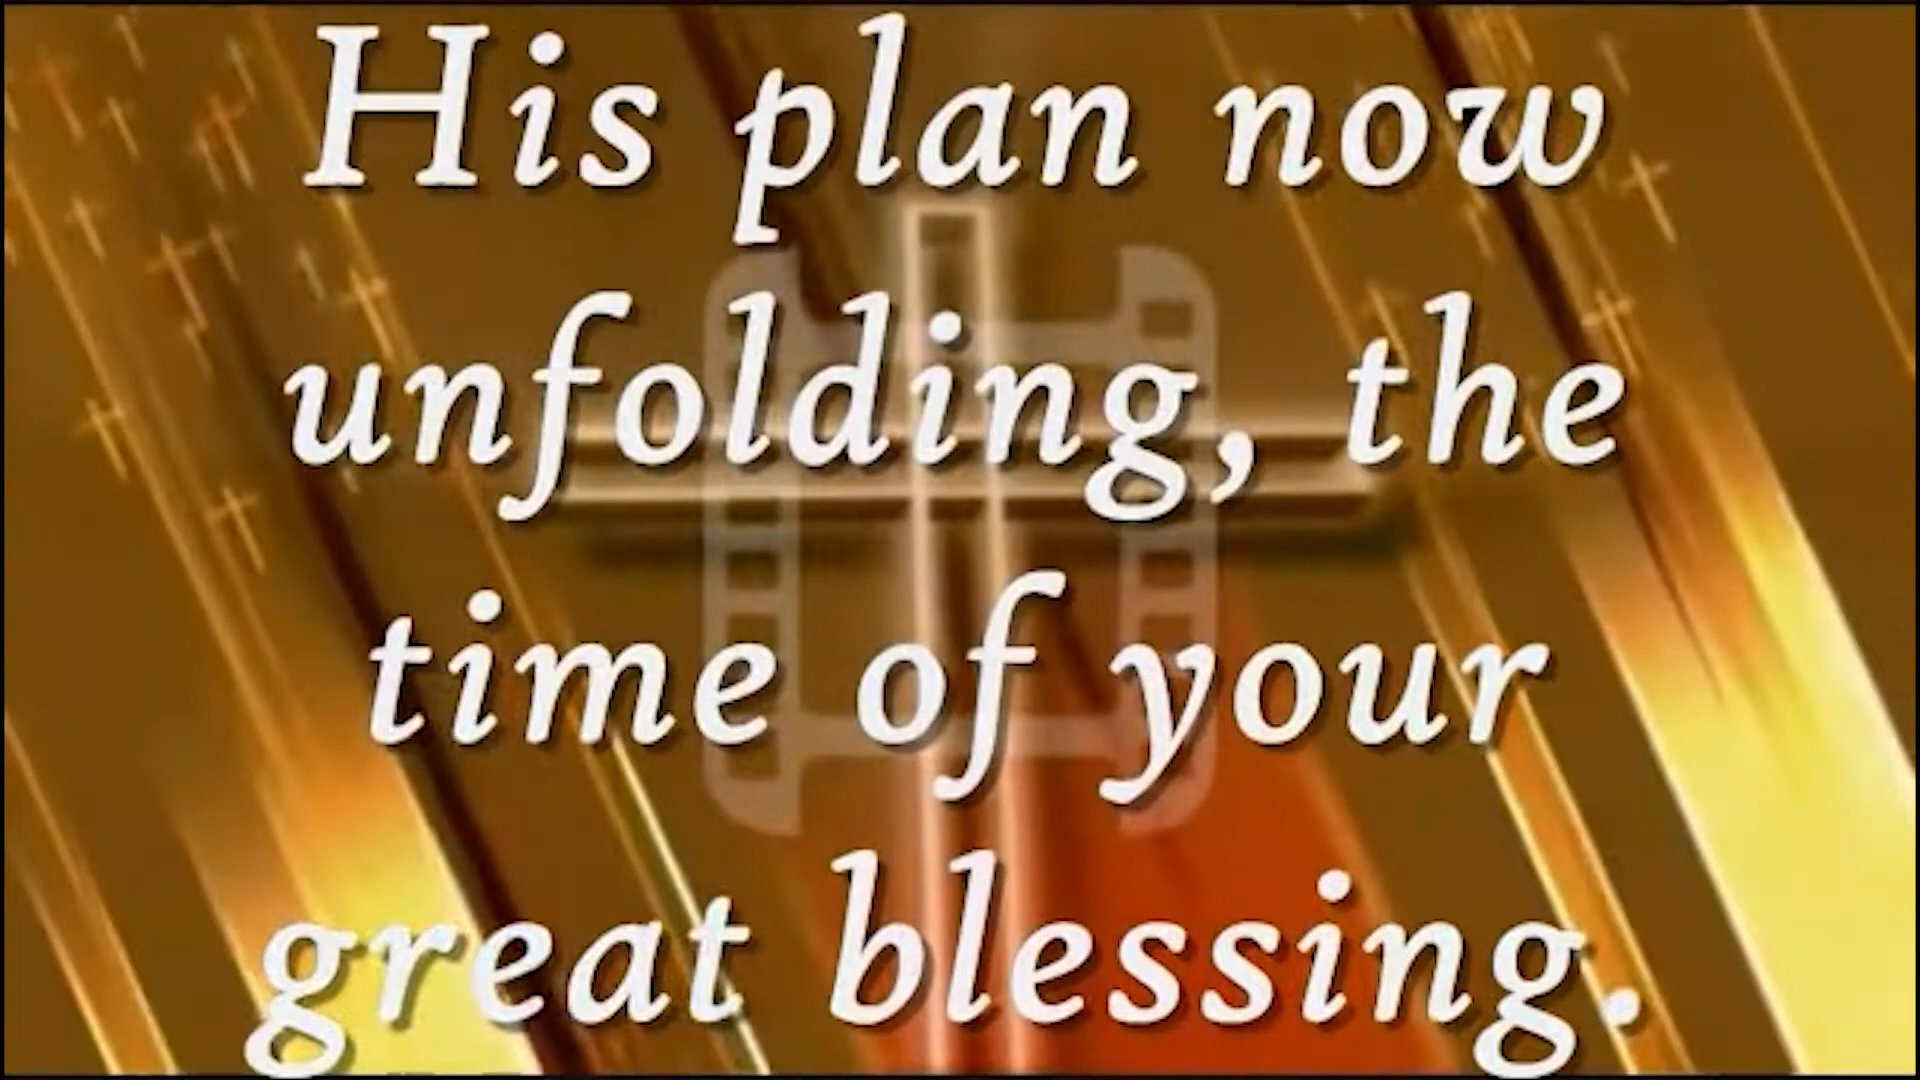 His plan now
unfolding, the
time of your
great blessing.